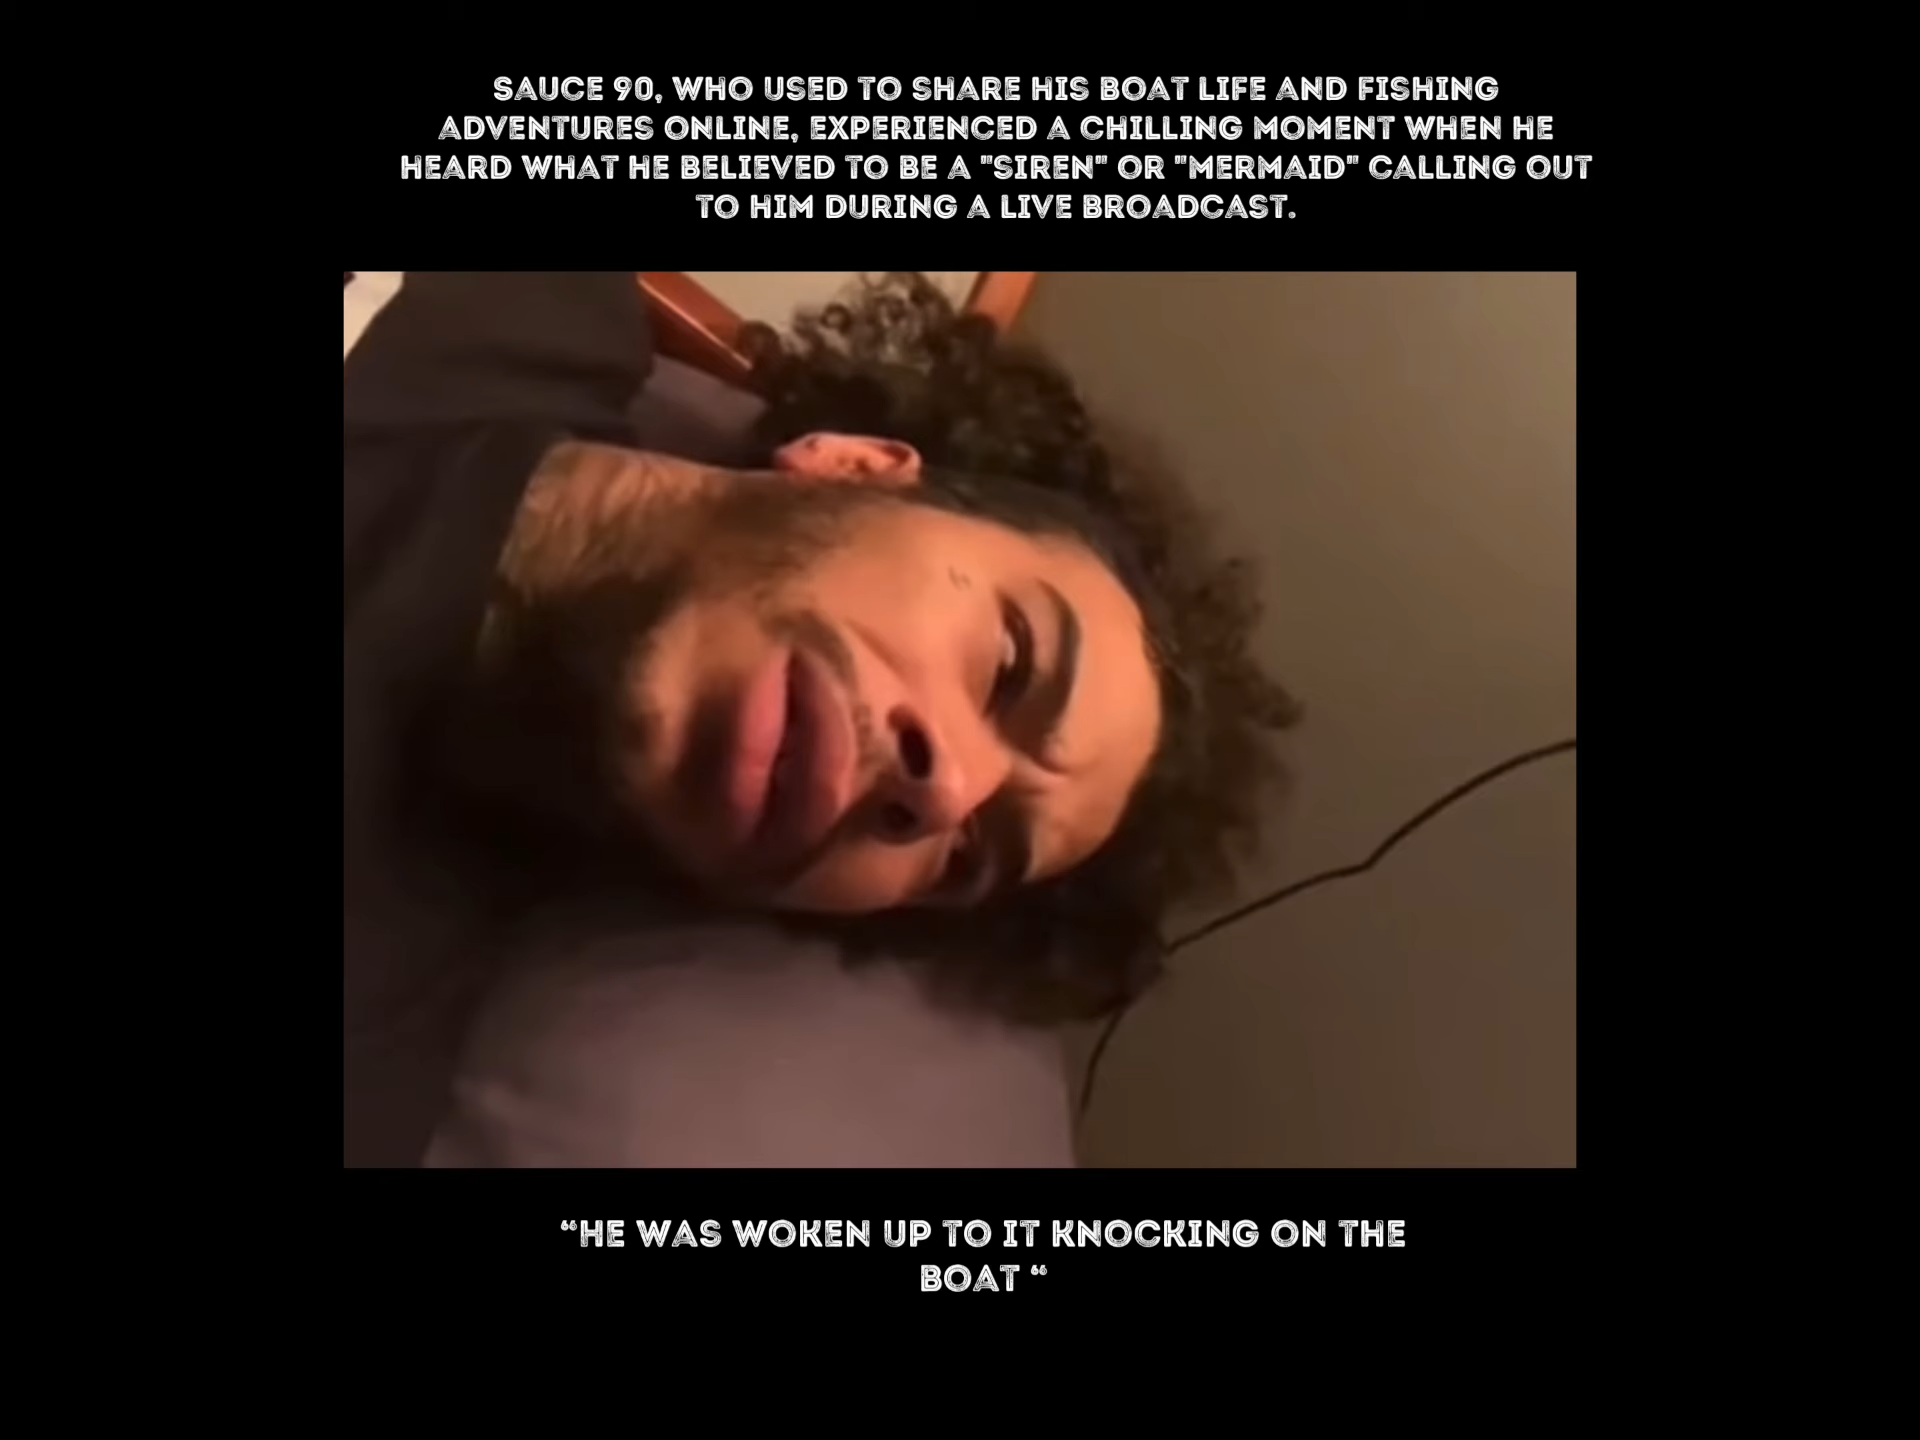 SAUCE 90, WHO USED TO SHARE HIS BOAT LIFE AND FISHING
ADVENTURES ONLINE, EXPERIENCED A CHILLING MOMENT WHEN HE
HEARD WHAT HE BELIEVED TO BE A "SIREN" OR "MERMAID" CALLING OUT
TO HIM DURING A LIVE BROADCAST.
“HE WAS WOKEN UP TO IT KNOCKING ON THE
BOAT “